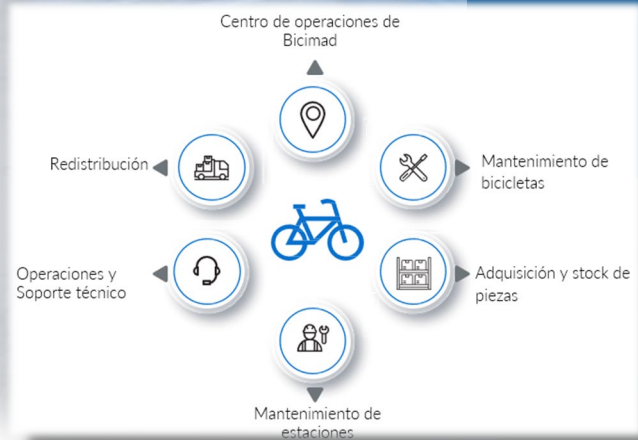 Centro de operaciones de
Bicimad
Redistribución
Mantenimiento de
bicicletas
Operaciones y
Soporte técnico
Adquisición y stock de
piezas
Mantenimiento de
estaciones